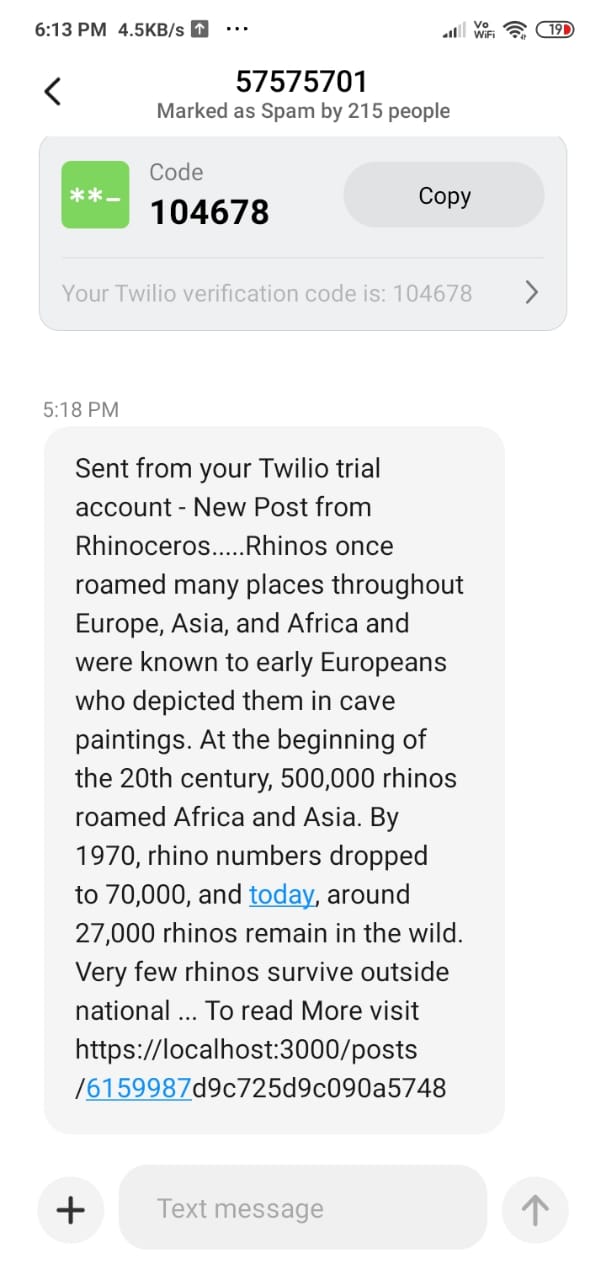 6:13 PM 4.5KB/s ...
Vo WiFi 19
57575701
Marked as Spam by 215 people
**_
Code
104678
Copy
Your Twilio verification code is: 104678
5:18 PM
Sent from your Twilio trial
account - New Post from
Rhinoceros.....Rhinos once
roamed many places throughout
Europe, Asia, and Africa and
were known to early Europeans
who depicted them in cave
paintings. At the beginning of
the 20th century, 500,000 rhinos
roamed Africa and Asia. By
1970, rhino numbers dropped
to 70,000, and today, around
27,000 rhinos remain in the wild.
Very few rhinos survive outside
national ... To read More visit
https://localhost:3000/posts
/6159987d9c725d9c090a5748
+ Text message